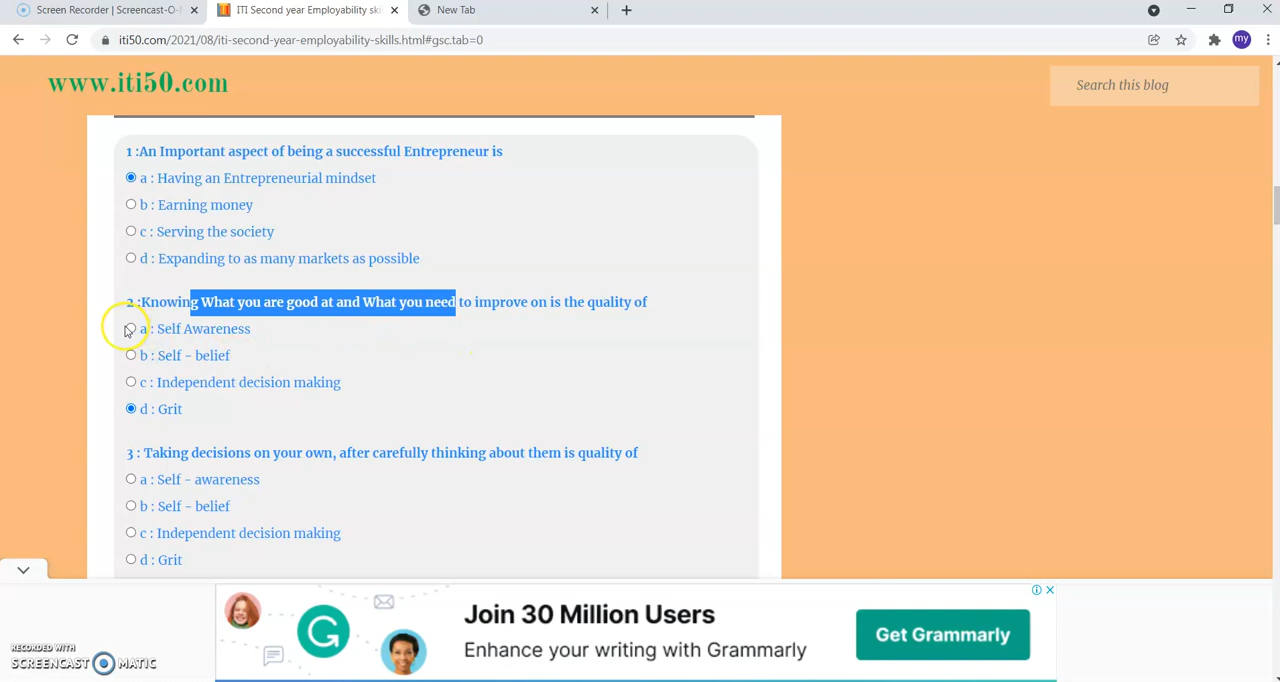 Screen Recorder | Screencast-O-
ITI Second year Employability sk
New Tab
iti50.com/2021/08/iti-second-year-employability-skills.html#gsc.tab=0
my
www.iti50.com
Search this blog
1 :An Important aspect of being a successful Entrepreneur is
a : Having an Entrepreneurial mindset
b : Earning money
c : Serving the society
d : Expanding to as many markets as possible
2 :Knowing What you are good at and What you need to improve on is the quality of
a : Self Awareness
b : Self - belief
c : Independent decision making
d : Grit
3 : Taking decisions on your own, after carefully thinking about them is quality of
a : Self - awareness
b : Self - belief
c : Independent decision making
d : Grit
Join 30 Million Users
Enhance your writing with Grammarly
Get Grammarly
RECORDED WITH
SCREENCAST MATIC